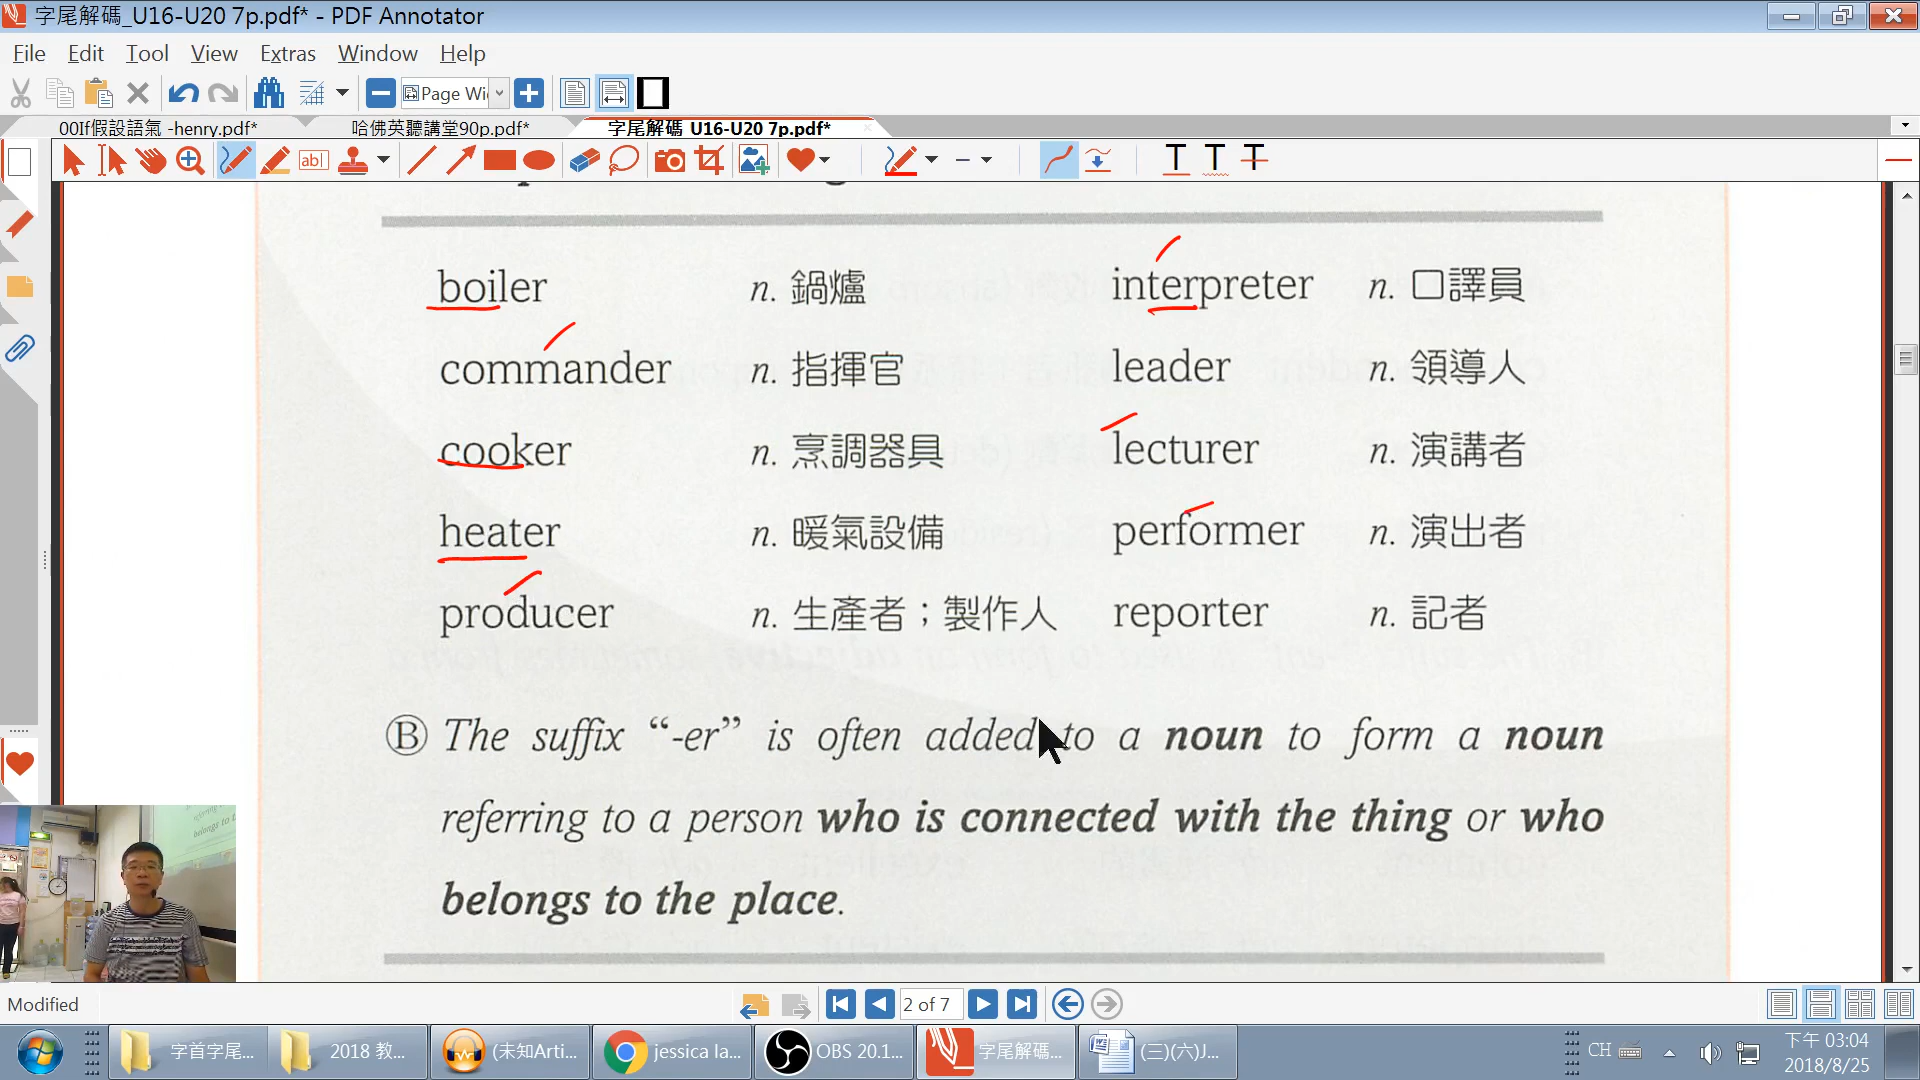 字尾解碼_U16-U20 7p.pdf* - PDF Annotator
File Edit Tool View Extras Window Help
Page Wi
00If假設語氣 -henry.pdf* 哈佛英聽講堂90p.pdf* 字尾解碼_U16-U20 7p.pdf*
ab
T T T
boiler n. 鍋爐 interpreter n. 口譯員
commander n. 指揮官 leader n. 領導人
cooker n. 烹調器具 lecturer n. 演講者
heater n. 暖氣設備 performer n. 演出者
producer n. 生產者；製作人 reporter n. 記者
Ⓑ The suffix “-er” is often added to a noun to form a noun
referring to a person who is connected with the thing or who
belongs to the place.
Modified 2 of 7
字首字尾... 2018 教... (未知Arti... jessica la... OBS 20.1... 字尾解碼... (三)(六)J... CH 下午 03:04
2018/8/25